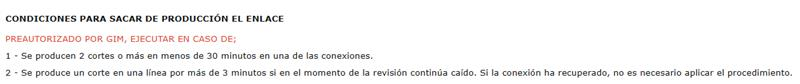 CONDICIONES PARA SACAR DE PRODUCCIÓN EL ENLACE
PREAUTORIZADO POR GIM, EJECUTAR EN CASO DE;
1 - Se producen 2 cortes o más en menos de 30 minutos en una de las conexiones.
2 - Se produce un corte en una línea por más de 3 minutos si en el momento de la revisión continúa caído. Si la conexión ha recuperado, no es necesario aplicar el procedimiento.